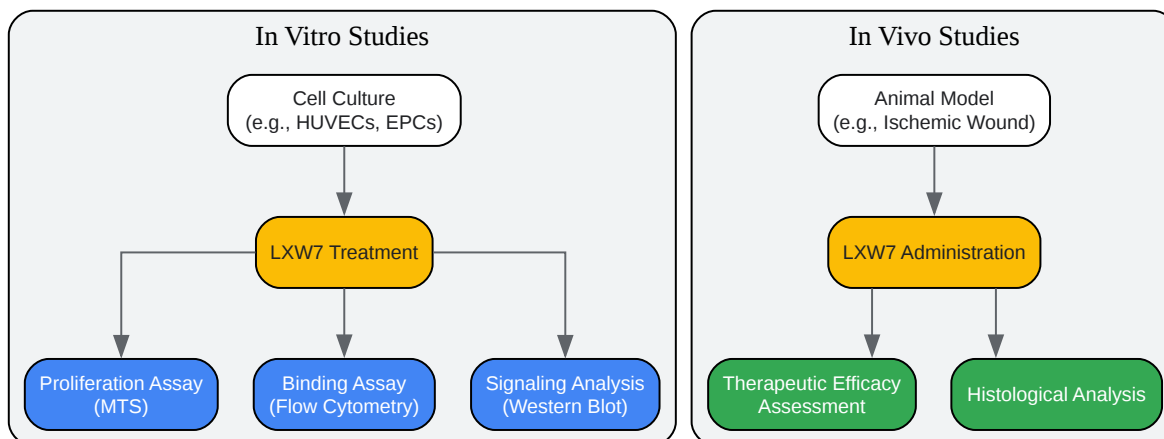 In Vitro Studies
Cell Culture
(e.g., HUVECs, EPCs)
LXW7 Treatment
Proliferation Assay
(MTS)
Binding Assay
(Flow Cytometry)
Signaling Analysis
(Western Blot)
In Vivo Studies
Animal Model
(e.g., Ischemic Wound)
LXW7 Administration
Therapeutic Efficacy
Assessment
Histological Analysis